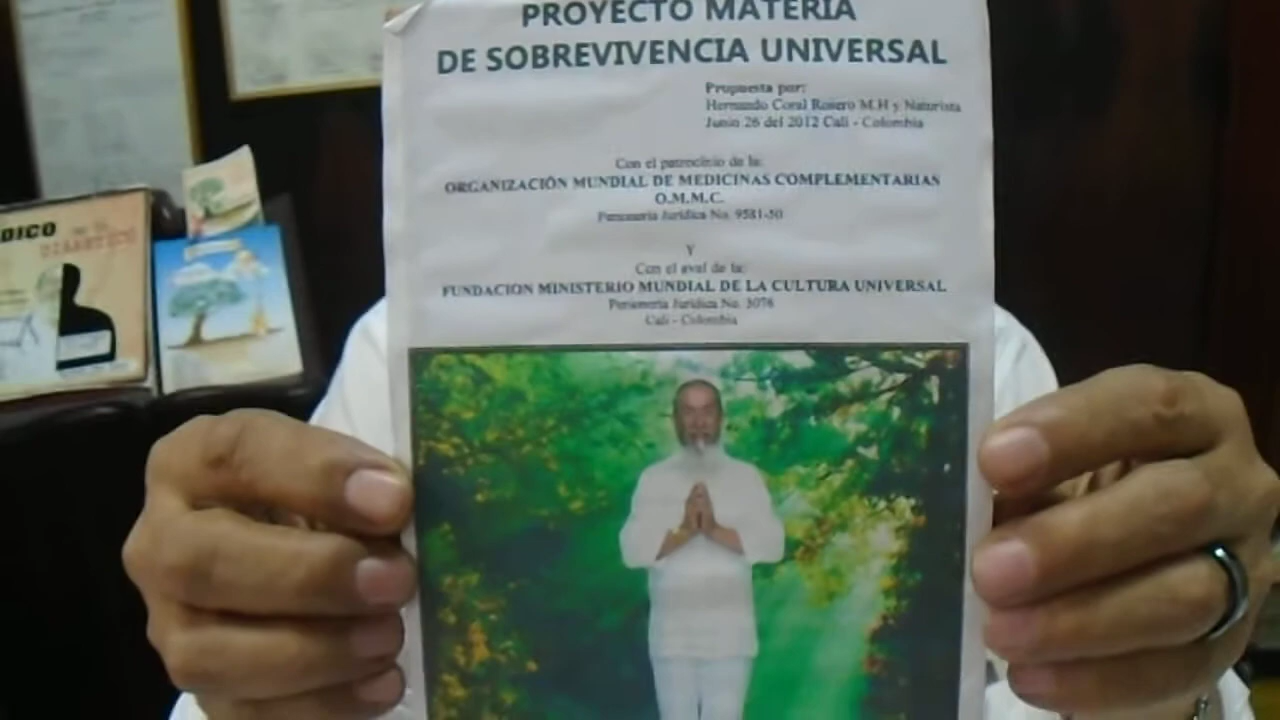 PROYECTO MATERIA
DE SOBREVIVENCIA UNIVERSAL
Propuesta por:
Hernando Coral Rosero M.H y Naturista
Junio 26 del 2012 Cali - Colombia
Con el patrocinio de la:
ORGANIZACIÓN MUNDIAL DE MEDICINAS COMPLEMENTARIAS
O.M.M.C.
Personería Jurídica No. 9581-50
Y
Con el aval de la:
FUNDACION MINISTERIO MUNDIAL DE LA CULTURA UNIVERSAL
Personería Jurídica No. 3076
Cali - Colombia
DICO